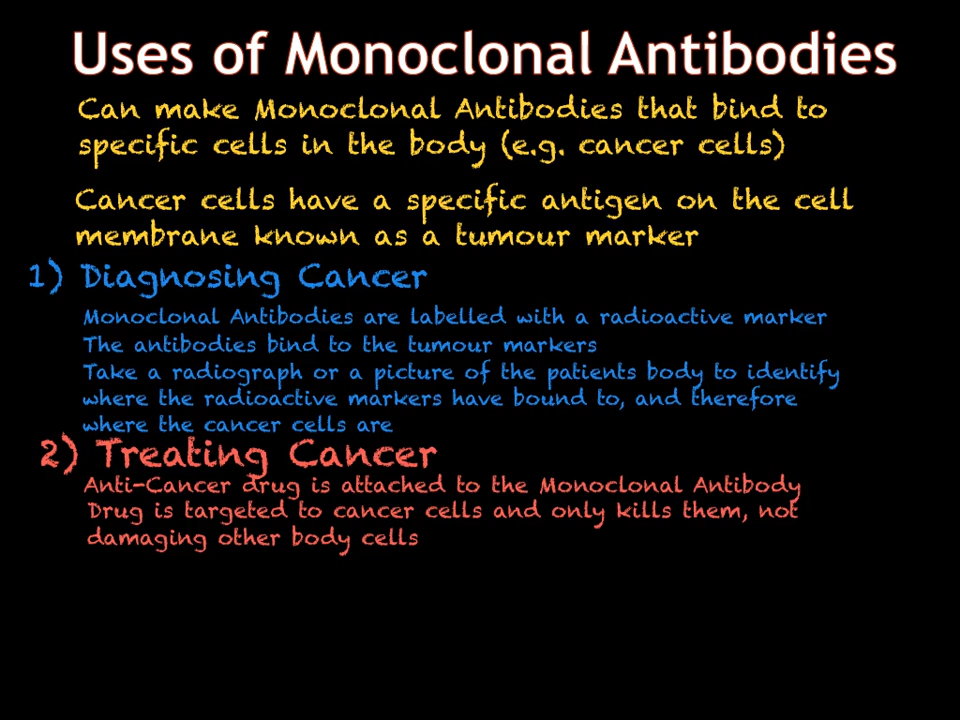 Uses of Monoclonal Antibodies
Can make Monoclonal Antibodies that bind to
specific cells in the body (e.g. cancer cells)
Cancer cells have a specific antigen on the cell
membrane known as a tumour marker
1) Diagnosing Cancer
Monoclonal Antibodies are labelled with a radioactive marker
The antibodies bind to the tumour markers
Take a radiograph or a picture of the patients body to identify
where the radioactive markers have bound to, and therefore
where the cancer cells are
2) Treating Cancer
Anti-Cancer drug is attached to the Monoclonal Antibody
Drug is targeted to cancer cells and only kills them, not
damaging other body cells